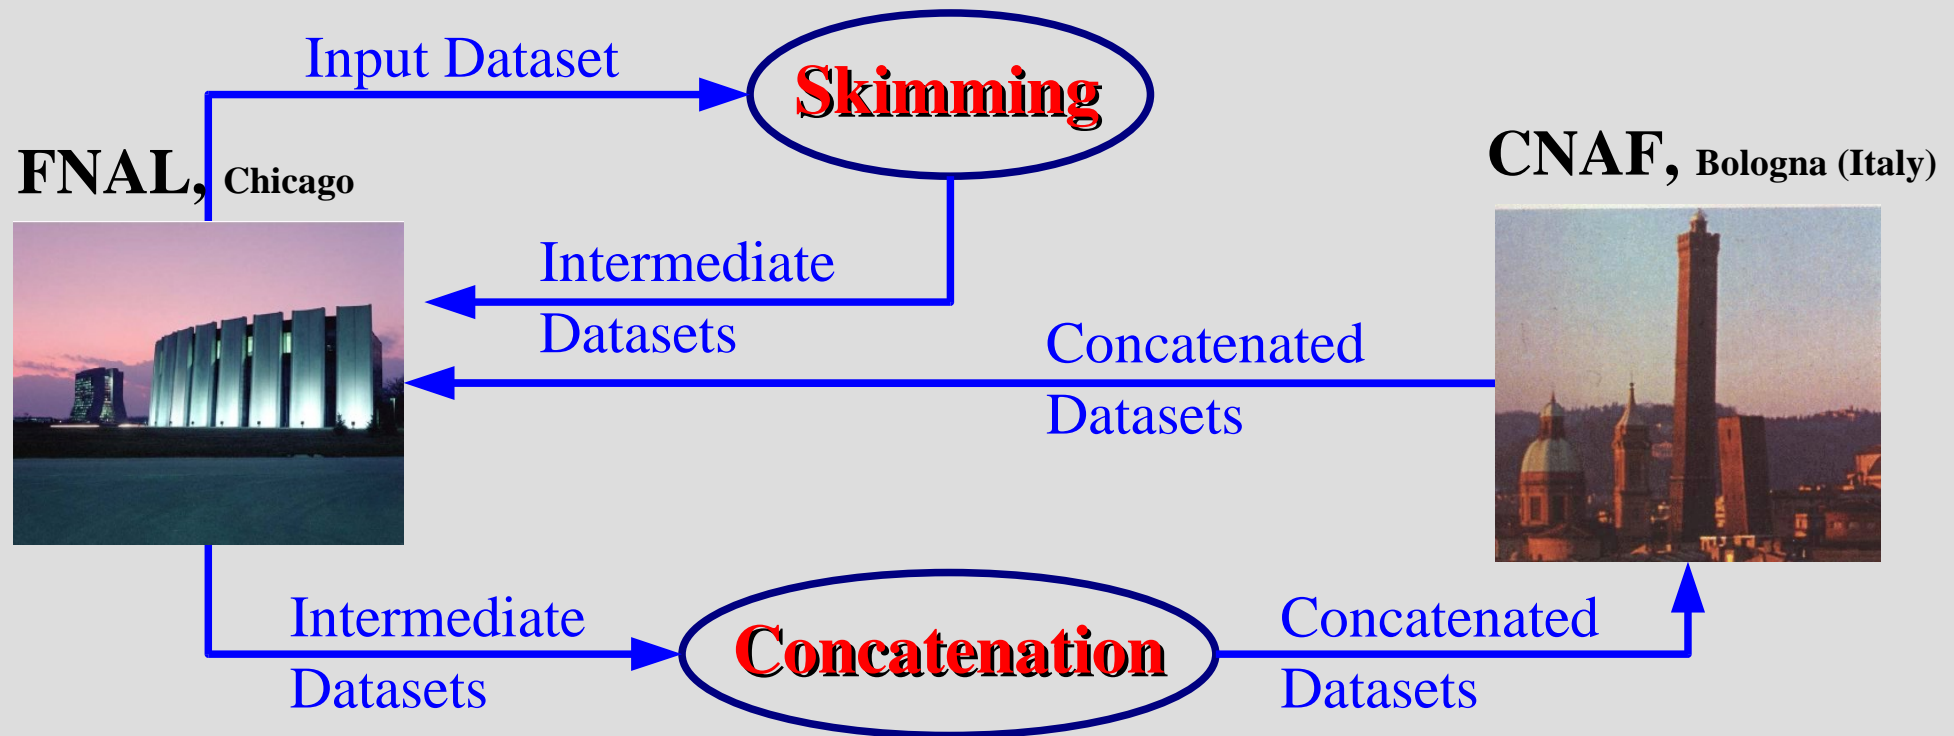 Input Dataset
Skimming
FNAL, Chicago
CNAF, Bologna (Italy)
Intermediate
Datasets
Concatenated
Datasets
Intermediate
Datasets
Concatenation
Concatenated
Datasets